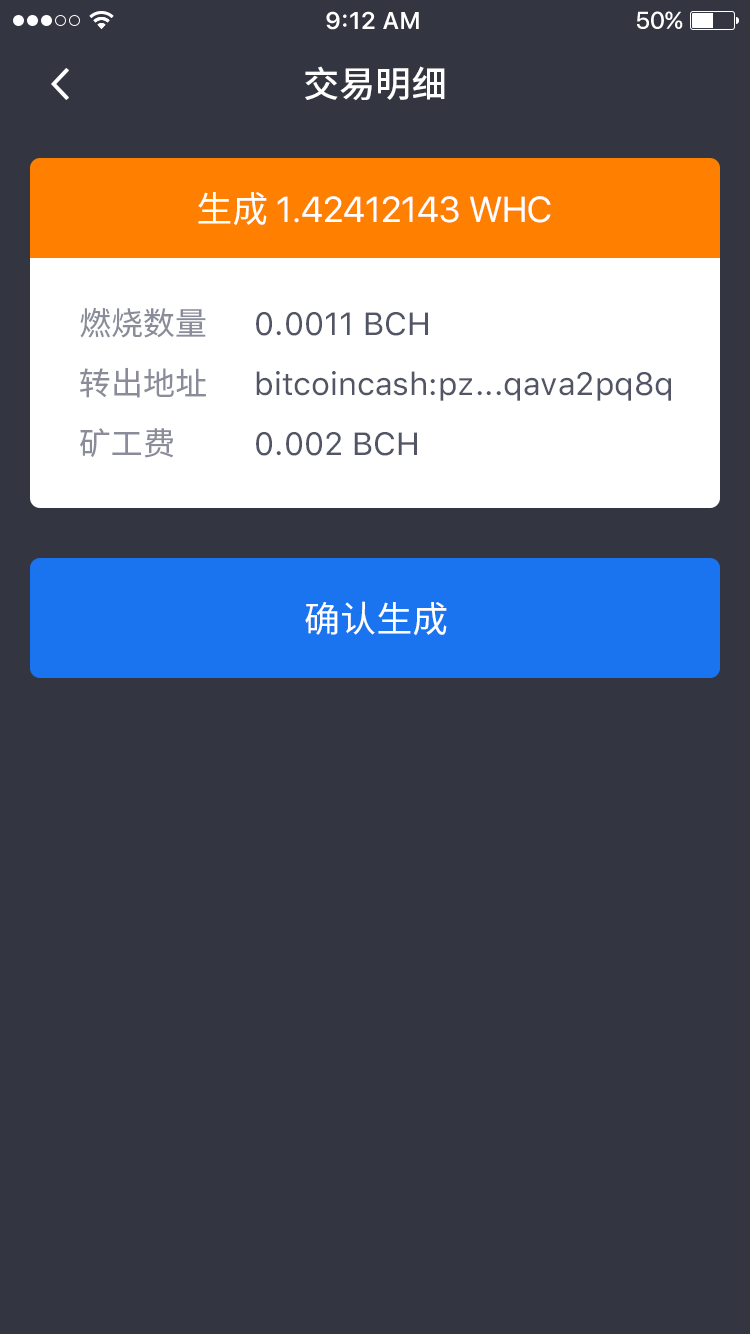 9:12 AM 50%
交易明细
生成 1.42412143 WHC
燃烧数量 0.0011 BCH
转出地址 bitcoincash:pz...qava2pq8q
矿工费 0.002 BCH
确认生成